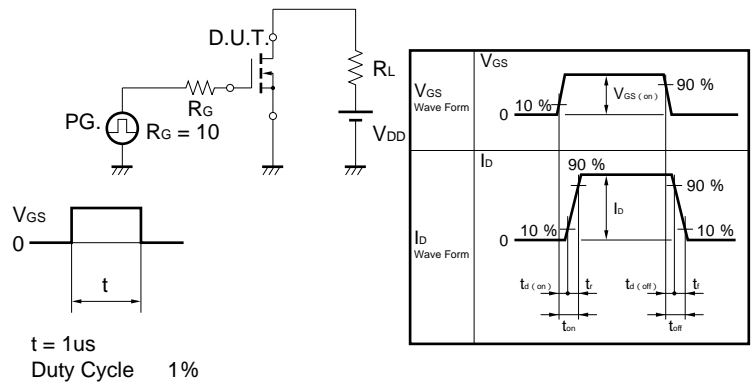 D.U.T.
RL
RG
PG.
RG = 10
VDD
VGS
0
t
t = 1us
Duty Cycle 1%
VGS
Wave Form
VGS
10 %
0
VGS ( on )
90 %
ID
Wave Form
ID
90 %
90 %
10 %
0
ID
10 %
td ( on )
tr
td ( off )
tf
ton
toff